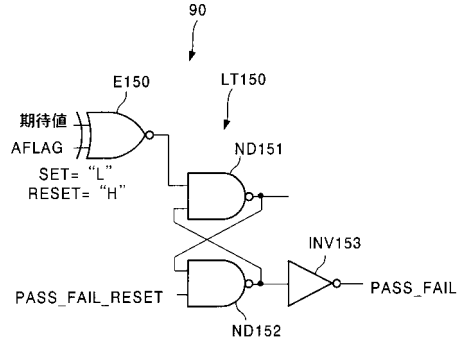 90
E150
LT150
期待値
AFLAG
ND151
SET= "L"
RESET= "H"
INV153
PASS_FAIL_RESET
PASS_FAIL
ND152